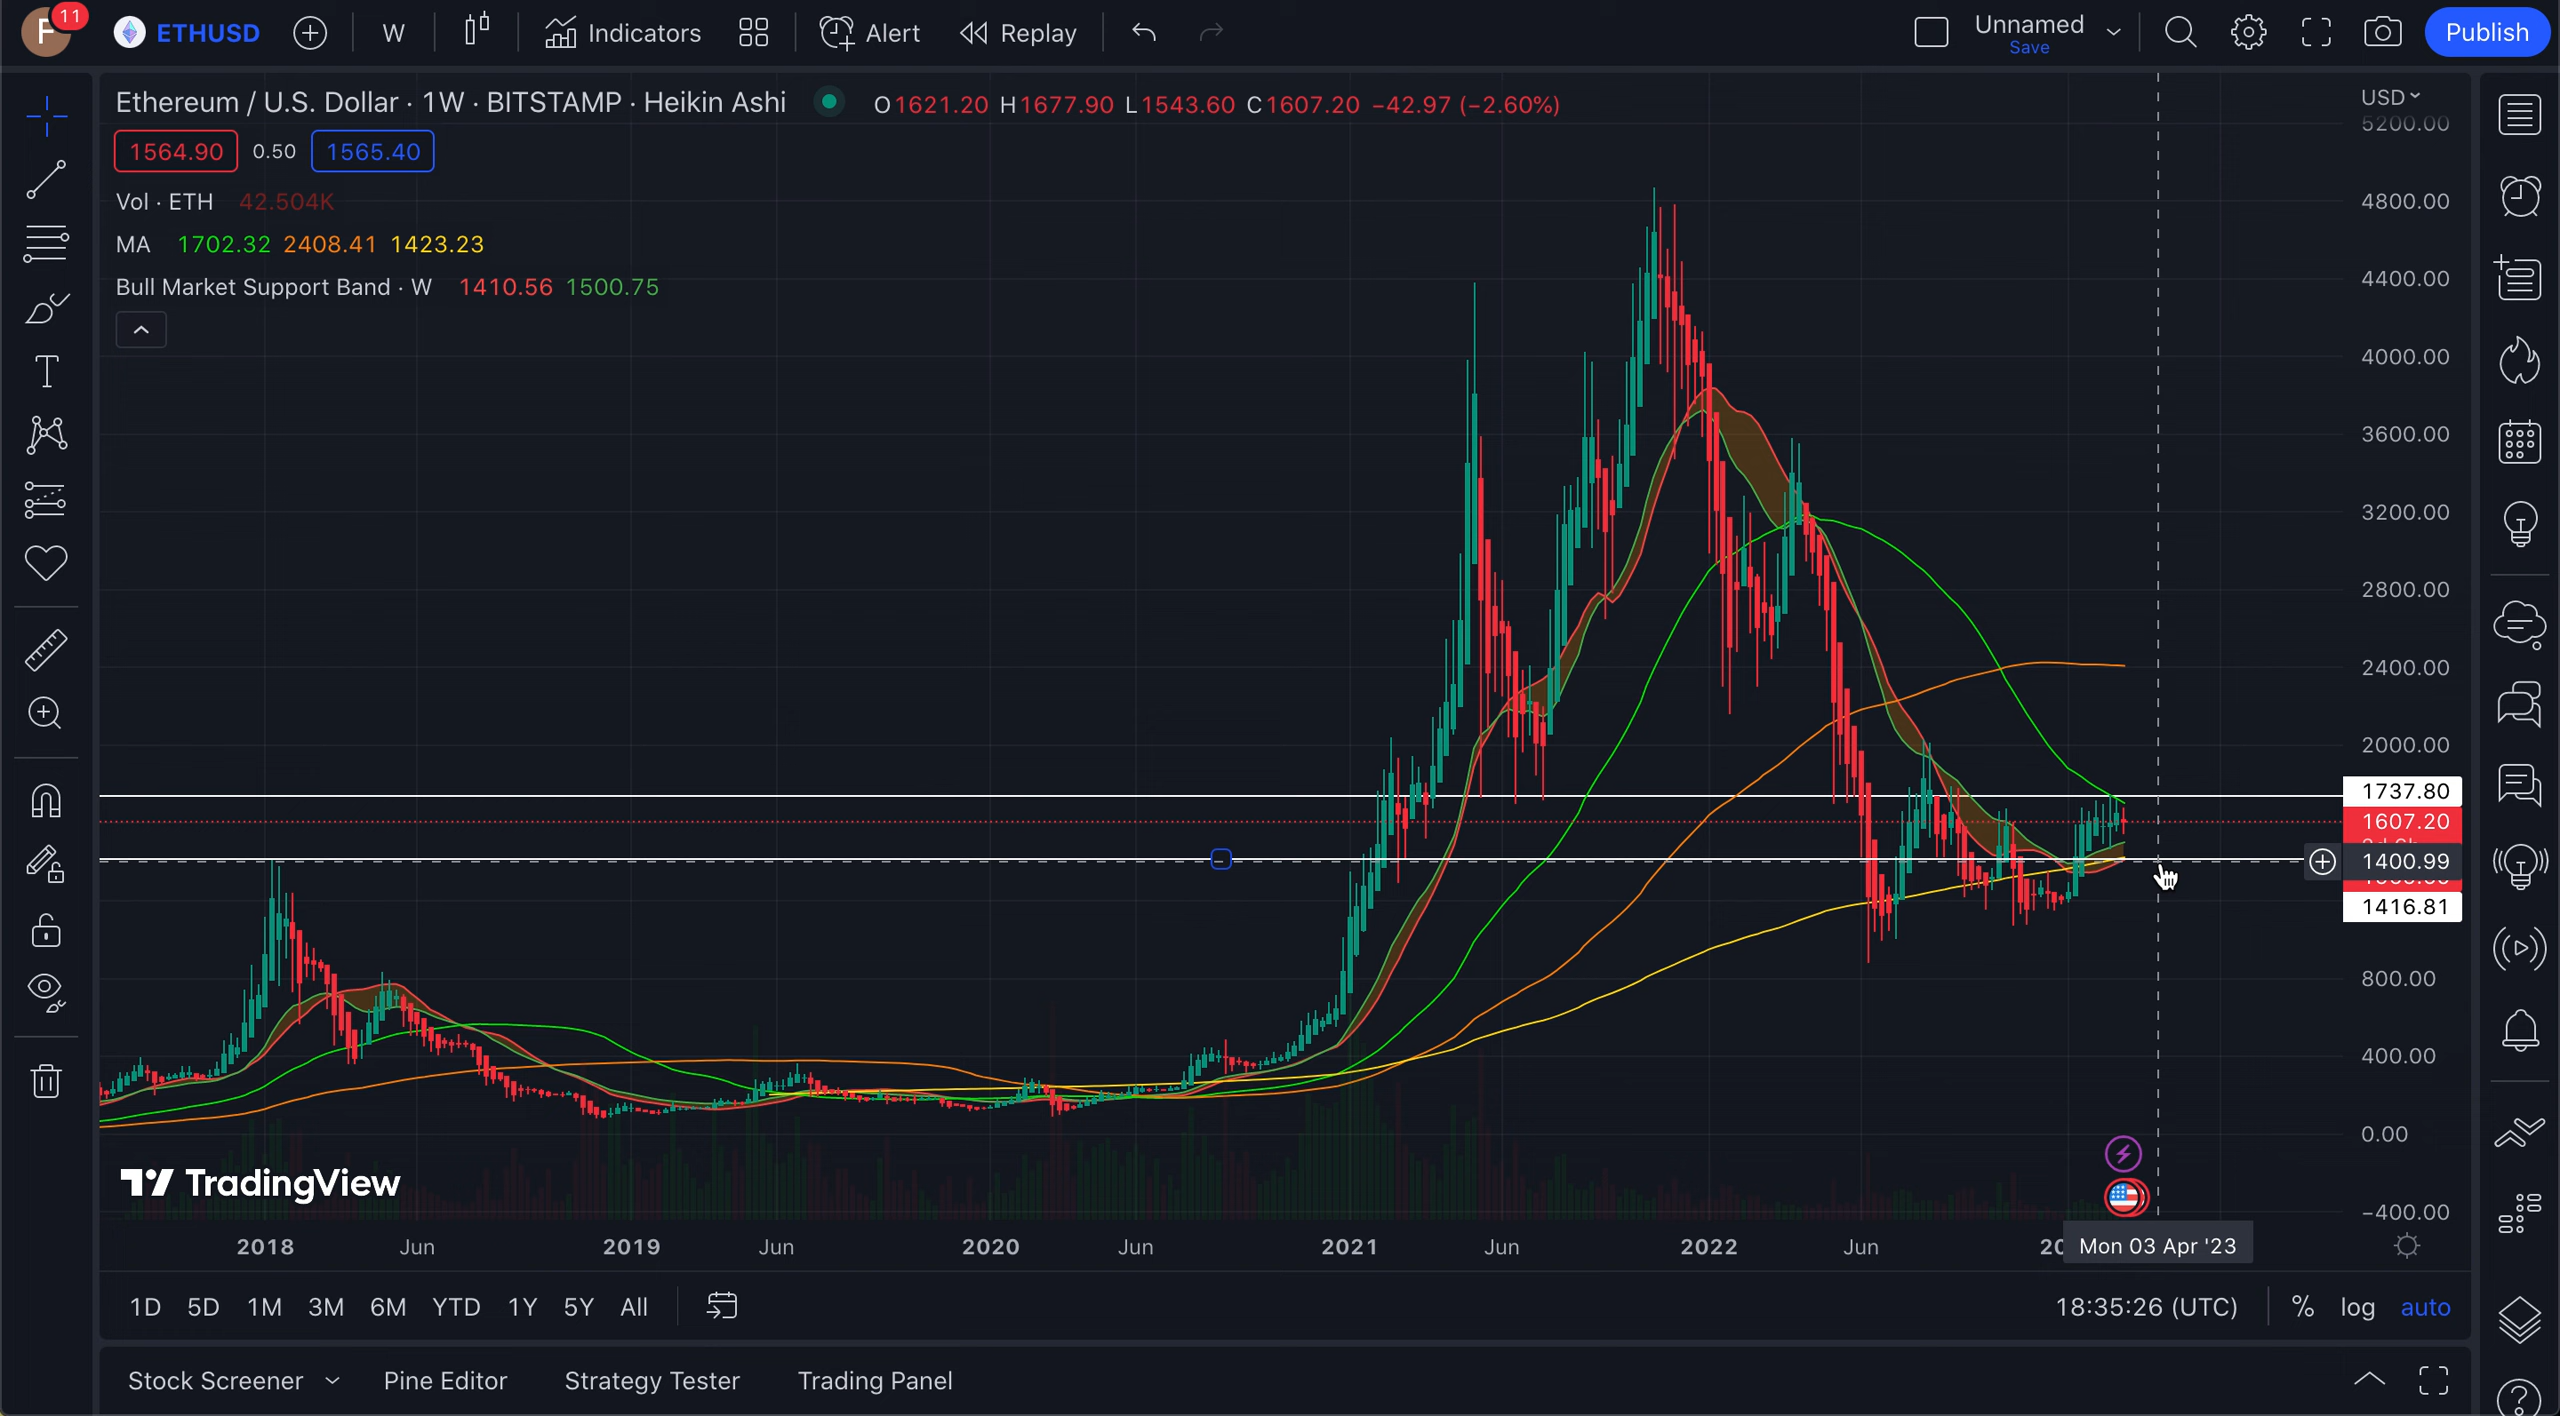 F 11 ETHUSD W Indicators Alert Replay Unnamed Publish
Save
Ethereum / U.S. Dollar · 1W · BITSTAMP · Heikin Ashi O1621.20 H1677.90 L1543.60 C1607.20 −42.97 (−2.60%)
USD
1564.90 0.50 1565.40
Vol · ETH 42.504K
MA 1702.32 2408.41 1423.23
Bull Market Support Band · W 1410.56 1500.75
5200.00
4800.00
4400.00
4000.00
3600.00
3200.00
2800.00
2400.00
2000.00
1737.80
1607.20
1400.99
1416.81
800.00
400.00
0.00
−400.00
TradingView
2018 Jun 2019 Jun 2020 Jun 2021 Jun 2022 Jun 20 Mon 03 Apr '23
1D 5D 1M 3M 6M YTD 1Y 5Y All 18:35:26 (UTC) % log auto
Stock Screener Pine Editor Strategy Tester Trading Panel